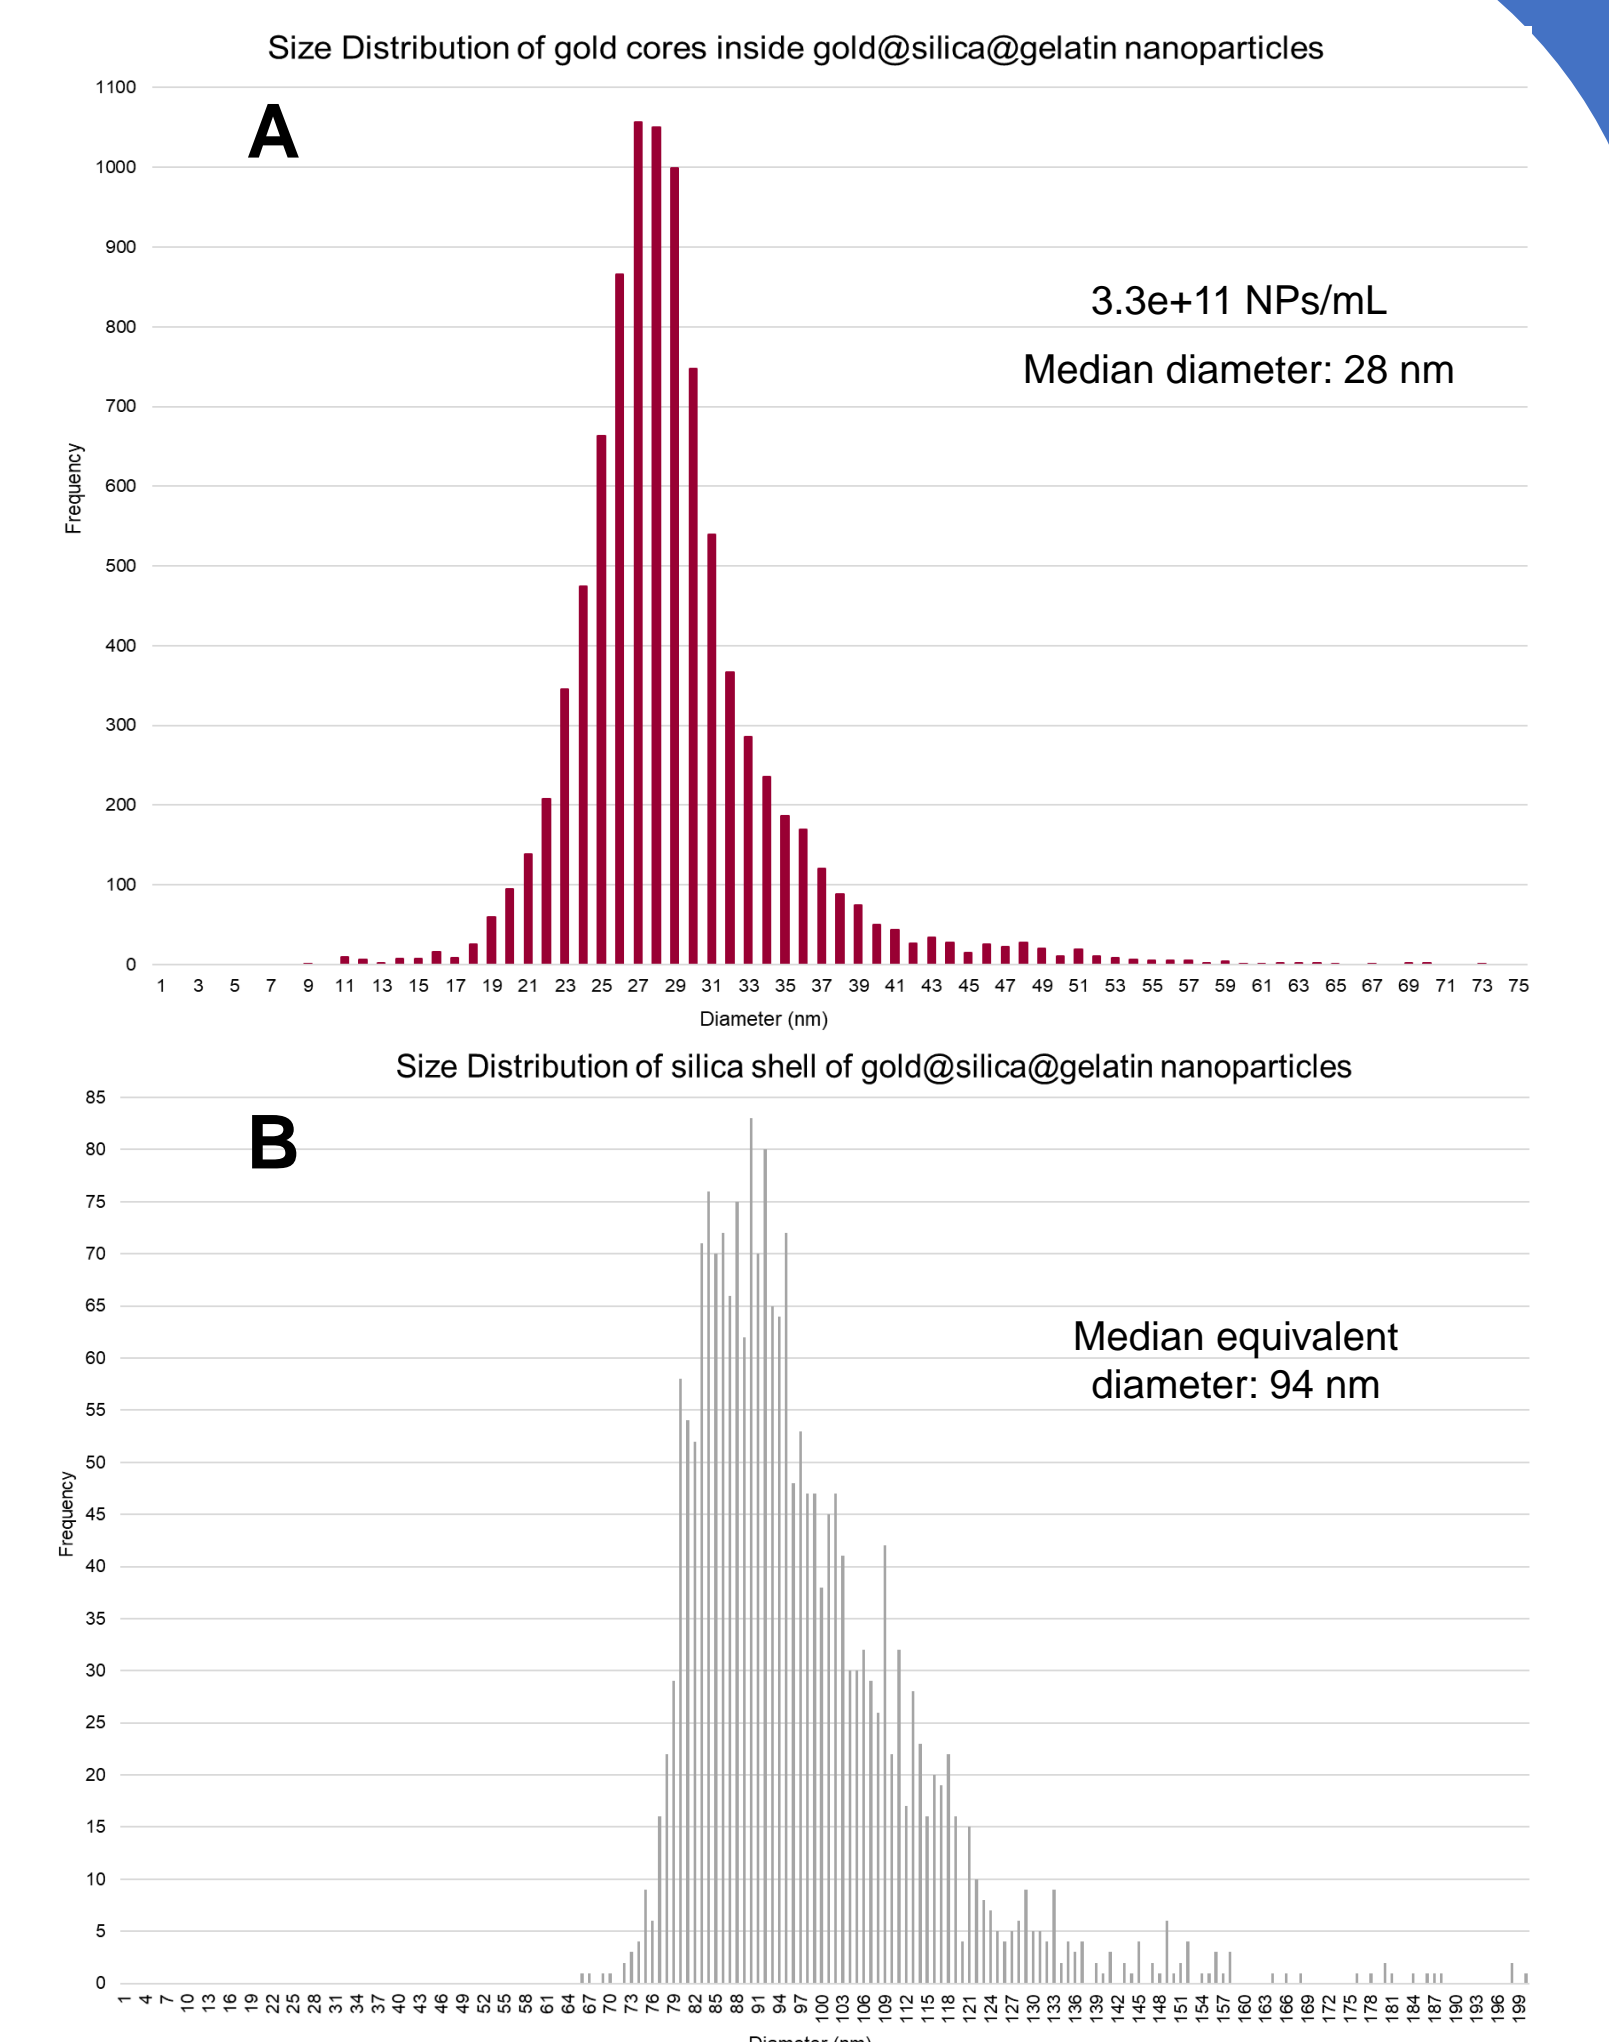 Size Distribution of gold cores inside gold@silica@gelatin nanoparticles
1100
A
1000
900
3.3e+11 NPs/mL
800
Median diameter: 28 nm
700
Frequency
600
500
400
300
200
100
0
1 3 5 7 9 11 13 15 17 19 21 23 25 27 29 31 33 35 37 39 41 43 45 47 49 51 53 55 57 59 61 63 65 67 69 71 73 75
Diameter (nm)
Size Distribution of silica shell of gold@silica@gelatin nanoparticles
85
B
80
75
70
65
Median equivalent
60
diameter: 94 nm
55
50
Frequency
45
40
35
30
25
20
15
10
5
0
1 4 7 10 13 16 19 22 25 28 31 34 37 40 43 46 49 52 55 58 61 64 67 70 73 76 79 82 85 88 91 94 97 100 103 106 109 112 115 118 121 124 127 130 133 136 139 142 145 148 151 154 157 160 163 166 169 172 175 178 181 184 187 190 193 196 199
Diameter (nm)